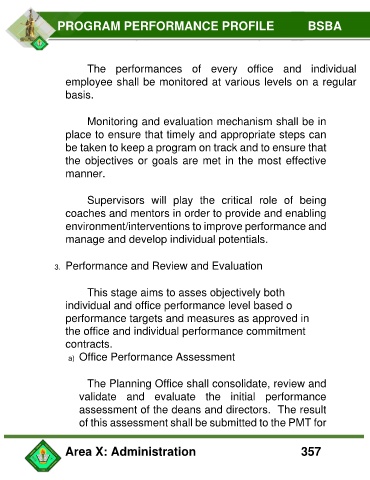 PROGRAM PERFORMANCE PROFILE BSBA
The performances of every office and individual
employee shall be monitored at various levels on a regular
basis.
Monitoring and evaluation mechanism shall be in
place to ensure that timely and appropriate steps can
be taken to keep a program on track and to ensure that
the objectives or goals are met in the most effective
manner.
Supervisors will play the critical role of being
coaches and mentors in order to provide and enabling
environment/interventions to improve performance and
manage and develop individual potentials.
3. Performance and Review and Evaluation
This stage aims to asses objectively both
individual and office performance level based o
performance targets and measures as approved in
the office and individual performance commitment
contracts.
a) Office Performance Assessment
The Planning Office shall consolidate, review and
validate and evaluate the initial performance
assessment of the deans and directors. The result
of this assessment shall be submitted to the PMT for
Area X: Administration 357